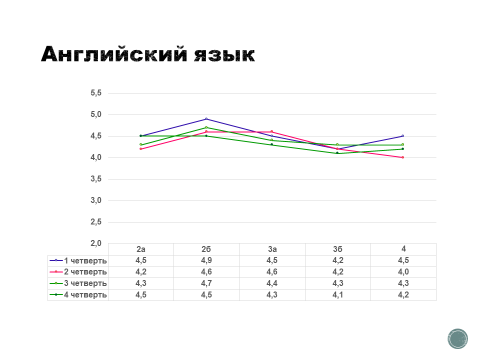 Английский язык
5,5
5,0
4,5
4,0
3,5
3,0
2,5
2,0
2а 2б 3а 3б 4
1 четверть 4,5 4,9 4,5 4,2 4,5
2 четверть 4,2 4,6 4,6 4,2 4,0
3 четверть 4,3 4,7 4,4 4,3 4,3
4 четверть 4,5 4,5 4,3 4,1 4,2